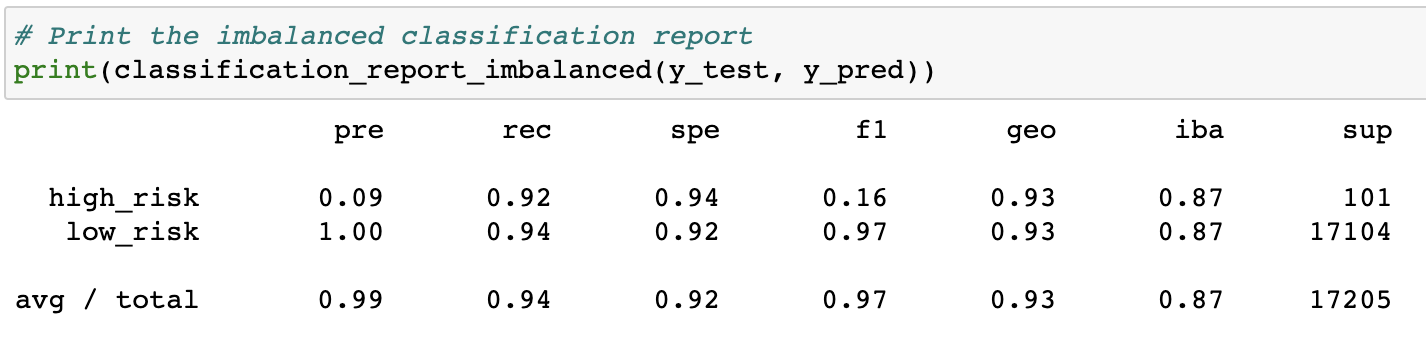 # Print the imbalanced classification report
print(classification_report_imbalanced(y_test, y_pred))
pre rec spe f1 geo iba sup
high_risk 0.09 0.92 0.94 0.16 0.93 0.87 101
low_risk 1.00 0.94 0.92 0.97 0.93 0.87 17104
avg / total 0.99 0.94 0.92 0.97 0.93 0.87 17205